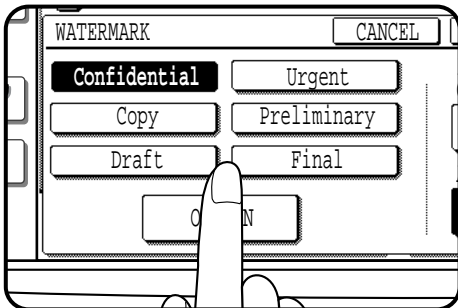 WATERMARK CANCEL
Confidential Urgent
Copy Preliminary
Draft Final